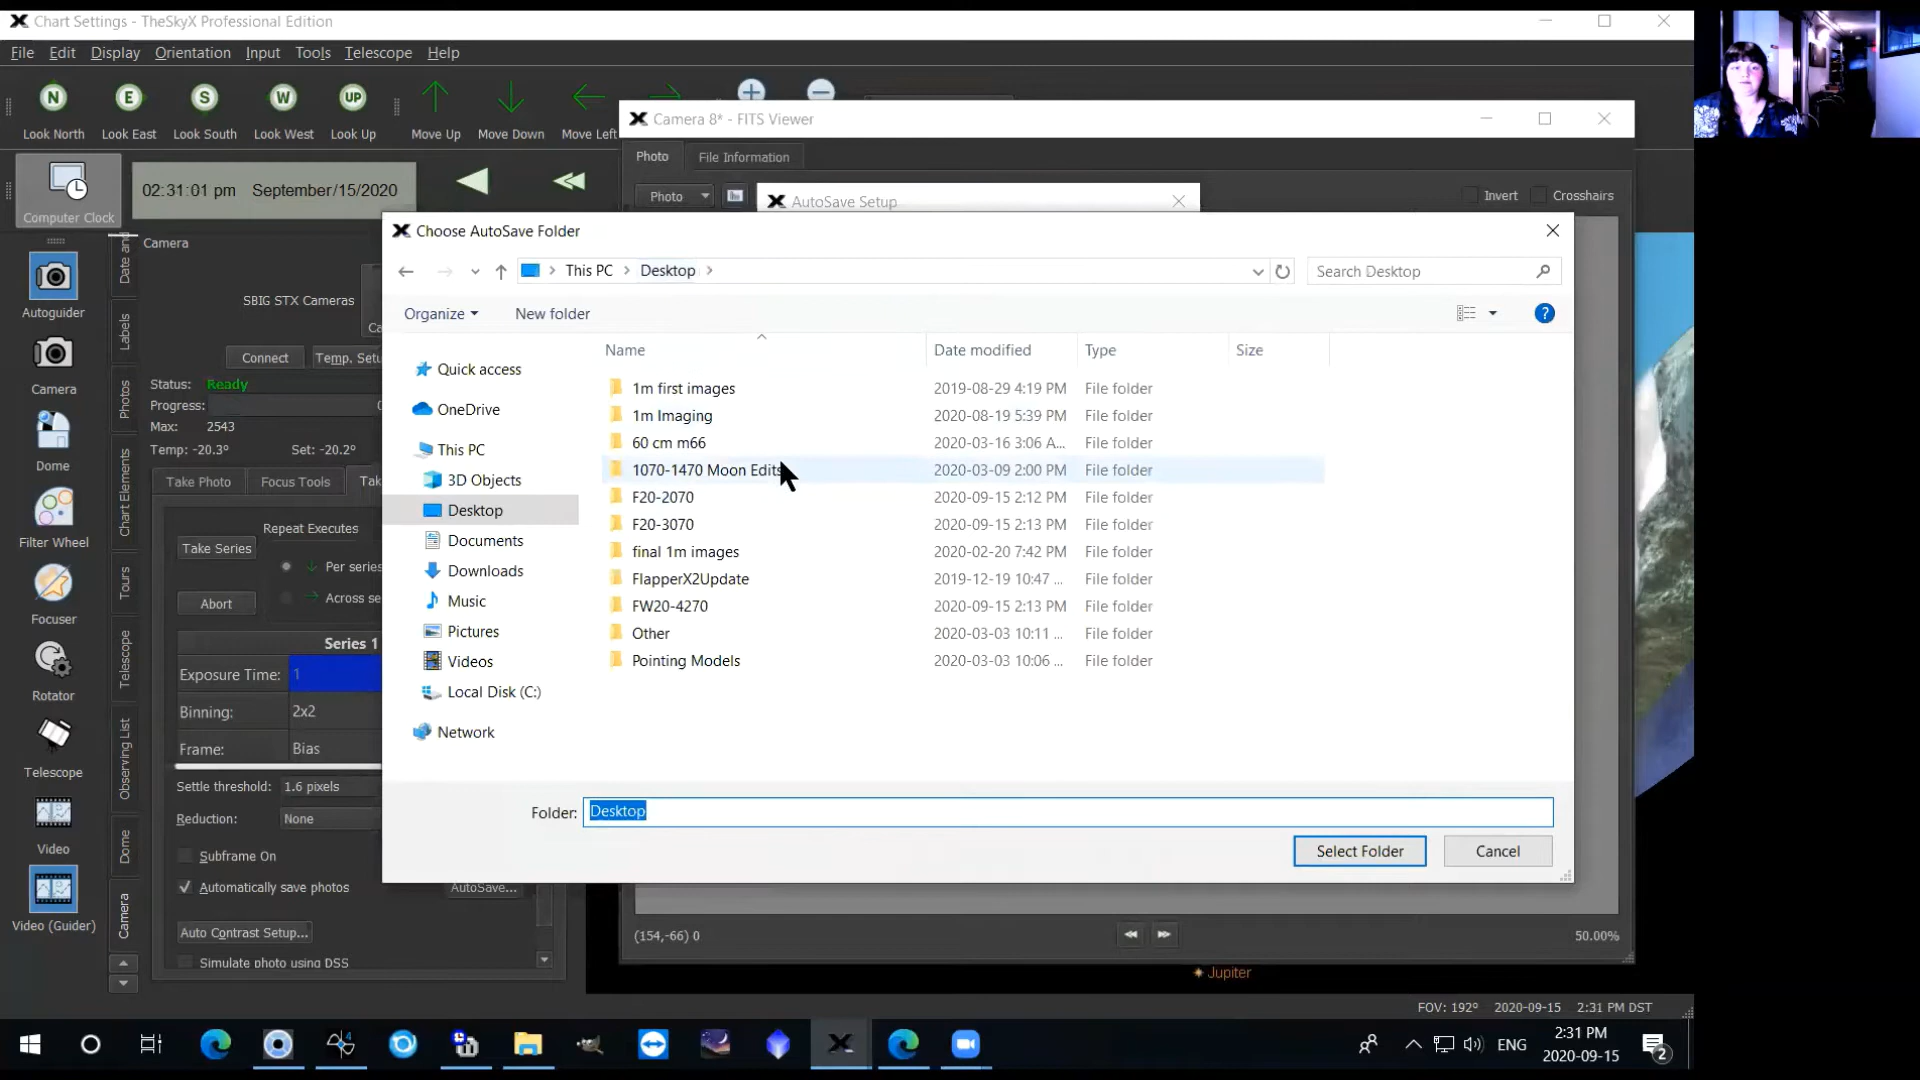 Chart Settings - TheSkyX Professional Edition
File Edit Display Orientation Input Tools Telescope Help
N E S W UP
Look North Look East Look South Look West Look Up Move Up Move Down Move Left
Camera 8* - FITS Viewer
Photo File Information
Photo Invert Crosshairs
02:31:01 pm September/15/2020
Computer Clock
AutoSave Setup
Choose AutoSave Folder
This PC > Desktop >
Search Desktop
Organize New folder
Name Date modified Type Size
Quick access
OneDrive
This PC
3D Objects
Desktop
Documents
Downloads
Music
Pictures
Videos
Local Disk (C:)
Network
1m first images 2019-08-29 4:19 PM File folder
1m Imaging 2020-08-19 5:39 PM File folder
60 cm m66 2020-03-16 3:06 A... File folder
1070-1470 Moon Edits 2020-03-09 2:00 PM File folder
F20-2070 2020-09-15 2:12 PM File folder
F20-3070 2020-09-15 2:13 PM File folder
final 1m images 2020-02-20 7:42 PM File folder
FlapperX2Update 2019-12-19 10:47 ... File folder
FW20-4270 2020-09-15 2:13 PM File folder
Other 2020-03-03 10:11 ... File folder
Pointing Models 2020-03-03 10:06 ... File folder
Folder: Desktop
Select Folder Cancel
Autoguider
Camera
Dome
Filter Wheel
Focuser
Rotator
Telescope
Video
Video (Guider)
Date and
Labels
Photos
Chart Elements
Tours
Telescope
Observing List
Dome
Camera
Camera
SBIG STX Cameras
Ca
Connect Temp. Setu
Status: Ready
Progress: 0
Max: 2543
Temp: -20.3° Set: -20.2°
Take Photo Focus Tools Tak
Repeat Executes
Take Series Per series
Abort Across se
Series 1
Exposure Time: 1
Binning: 2x2
Frame: Bias
Settle threshold: 1.6 pixels
Reduction: None
Subframe On
Automatically save photos AutoSave...
Auto Contrast Setup...
Simulate photo using DSS
(154,-66) 0 50.00%
Jupiter
FOV: 192° 2020-09-15 2:31 PM DST
ENG 2:31 PM
2020-09-15
2